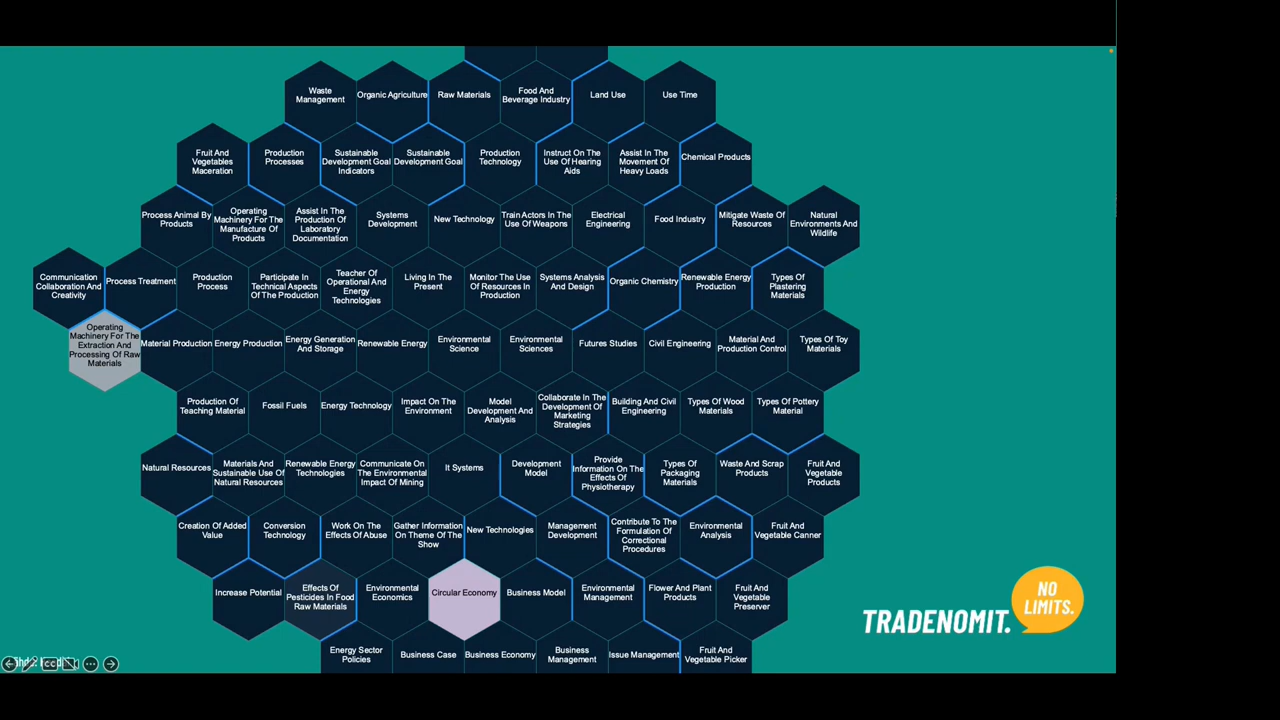 Waste
Management
Organic Agriculture
Raw Materials
Food And
Beverage Industry
Land Use
Use Time
Fruit And
Vegetables
Maceration
Production
Processes
Sustainable
Development Goal
Indicators
Sustainable
Development Goal
Production
Technology
Instruct On The
Use Of Hearing
Aids
Assist In The
Movement Of
Heavy Loads
Chemical Products
Process Animal By
Products
Operating
Machinery For The
Manufacture Of
Products
Assist In The
Production Of
Laboratory
Documentation
Systems
Development
New Technology
Train Actors In The
Use Of Weapons
Electrical
Engineering
Food Industry
Mitigate Waste Of
Resources
Natural
Environments And
Wildlife
Communication
Collaboration And
Creativity
Process Treatment
Production
Process
Participate In
Technical Aspects
Of The Production
Teacher Of
Operational And
Energy
Technologies
Living In The
Present
Monitor The Use
Of Resources In
Production
Systems Analysis
And Design
Organic Chemistry
Renewable Energy
Production
Types Of
Plastering
Materials
Operating
Machinery For The
Extraction And
Processing Of Raw
Materials
Material Production
Energy Production
Energy Generation
And Storage
Renewable Energy
Environmental
Science
Environmental
Sciences
Futures Studies
Civil Engineering
Material And
Production Control
Types Of Toy
Materials
Production Of
Teaching Material
Fossil Fuels
Energy Technology
Impact On The
Environment
Model
Development And
Analysis
Collaborate In The
Development Of
Marketing
Strategies
Building And Civil
Engineering
Types Of Wood
Materials
Types Of Pottery
Material
Natural Resources
Materials And
Sustainable Use Of
Natural Resources
Renewable Energy
Technologies
Communicate On
The Environmental
Impact Of Mining
It Systems
Development
Model
Provide
Information On The
Effects Of
Physiotherapy
Types Of
Packaging
Materials
Waste And Scrap
Products
Fruit And
Vegetable
Products
Creation Of Added
Value
Conversion
Technology
Work On The
Effects Of Abuse
Gather Information
On Theme Of The
Show
New Technologies
Management
Development
Contribute To The
Formulation Of
Correctional
Procedures
Environmental
Analysis
Fruit And
Vegetable Canner
Increase Potential
Effects Of
Pesticides In Food
Raw Materials
Environmental
Economics
Circular Economy
Business Model
Environmental
Management
Flower And Plant
Products
Fruit And
Vegetable
Preserver
Energy Sector
Policies
Business Case
Business Economy
Business
Management
Issue Management
Fruit And
Vegetable Picker
TRADENOMIT.
NO
LIMITS.
CC